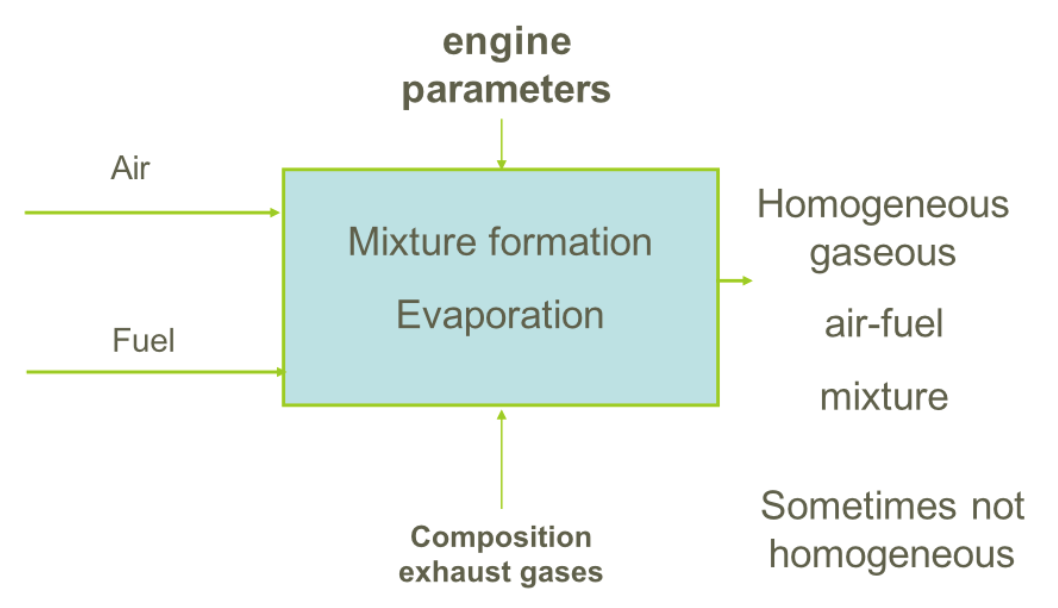 engine
parameters
Air
Fuel
Mixture formation
Evaporation
Homogeneous
gaseous
air-fuel
mixture
Composition
exhaust gases
Sometimes not
homogeneous